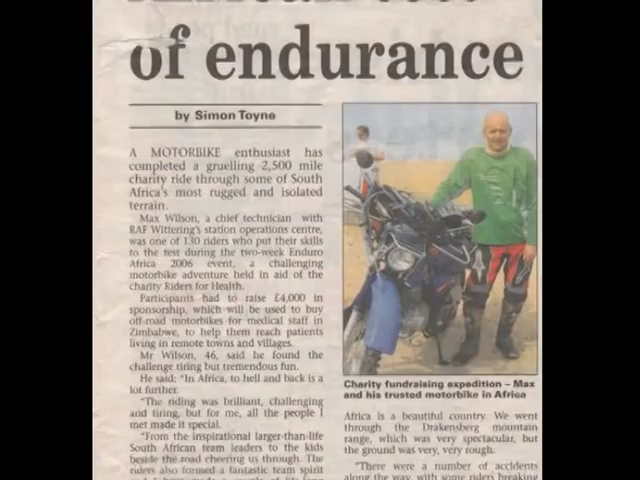 of endurance
by Simon Toyne
A MOTORBIKE enthusiast has
completed a gruelling 2,500 mile
charity ride through some of South
Africa's most rugged and isolated
terrain.
Max Wilson, a chief technician with
RAF Wittering's station operations centre,
was one of 130 riders who put their skills
to the test during the two-week Enduro
Africa 2006 event, a challenging
motorbike adventure held in aid of the
charity Riders for Health.
Participants had to raise £4,000 in
sponsorship, which will be used to buy
off-road motorbikes for medical staff in
Zimbabwe, to help them reach patients
living in remote towns and villages.
Mr Wilson, 46, said he found the
challenge tiring but tremendous fun.
He said: "In Africa, to hell and back is a
lot further.
"The riding was brilliant, challenging
and tiring, but for me, all the people I
met made it special.
"From the inspirational larger-than-life
South African team leaders to the kids
beside the road cheering us through. The
riders also formed a fantastic team spirit
Charity fundraising expedition – Max
and his trusted motorbike in Africa
Africa is a beautiful country. We went
through the Drakensberg mountain
range, which was very spectacular, but
the ground was very, very rough.
"There were a number of accidents
along the way, with some riders breaking